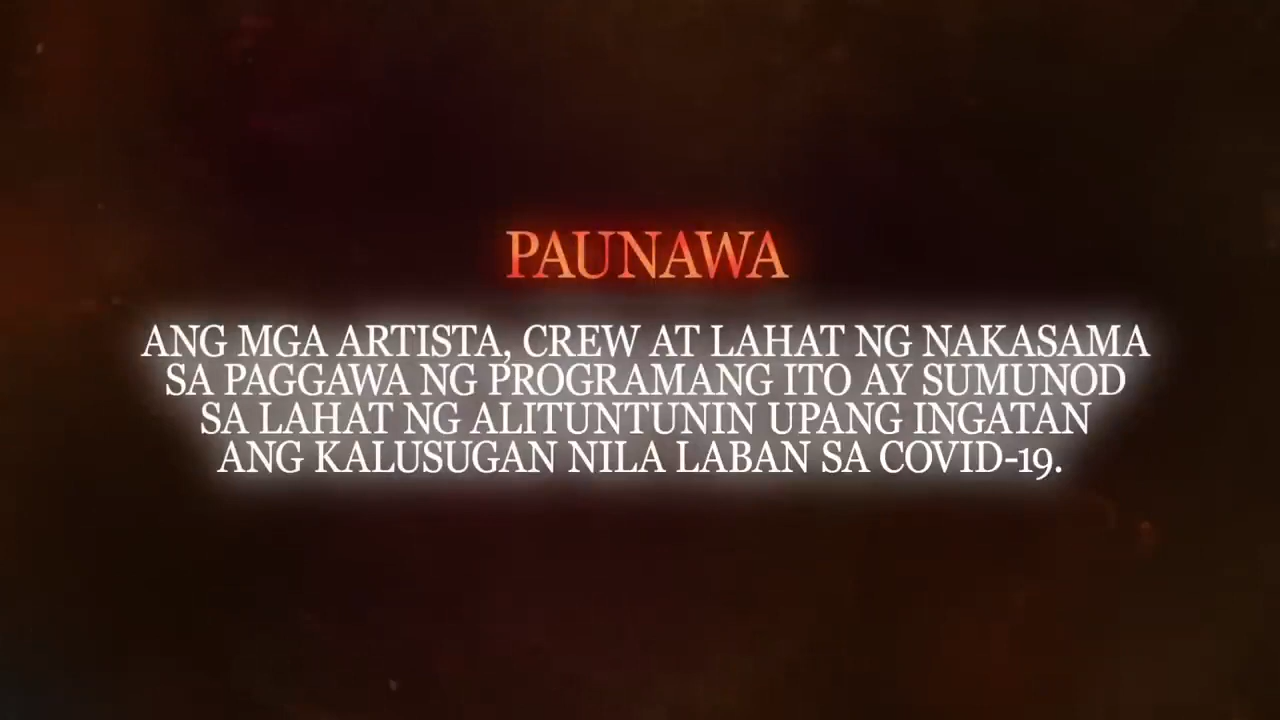 PAUNAWA
ANG MGA ARTISTA, CREW AT LAHAT NG NAKASAMA
SA PAGGAWA NG PROGRAMANG ITO AY SUMUNOD
SA LAHAT NG ALITUNTUNIN UPANG INGATAN
ANG KALUSUGAN NILA LABAN SA COVID-19.